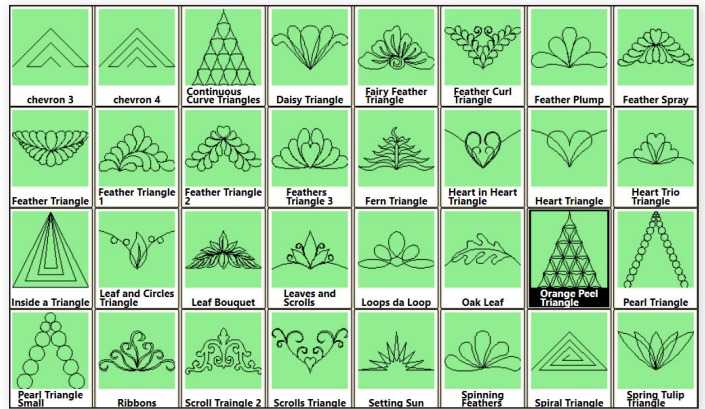 chevron 3
chevron 4
Continuous
Curve Triangles
Daisy Triangle
Fairy Feather
Triangle
Feather Curl
Triangle
Feather Plump
Feather Spray
Feather Triangle
Feather Triangle
1
Feather Triangle
2
Feathers
Triangle 3
Fern Triangle
Heart in Heart
Triangle
Heart Triangle
Heart Trio
Triangle
Inside a Triangle
Leaf and Circles
Triangle
Leaf Bouquet
Leaves and
Scrolls
Loops da Loop
Oak Leaf
Orange Peel
Triangle
Pearl Triangle
Pearl Triangle
Small
Ribbons
Scroll Traingle 2
Scrolls Triangle
Setting Sun
Spinning
Feathers
Spiral Triangle
Spring Tulip
Triangle